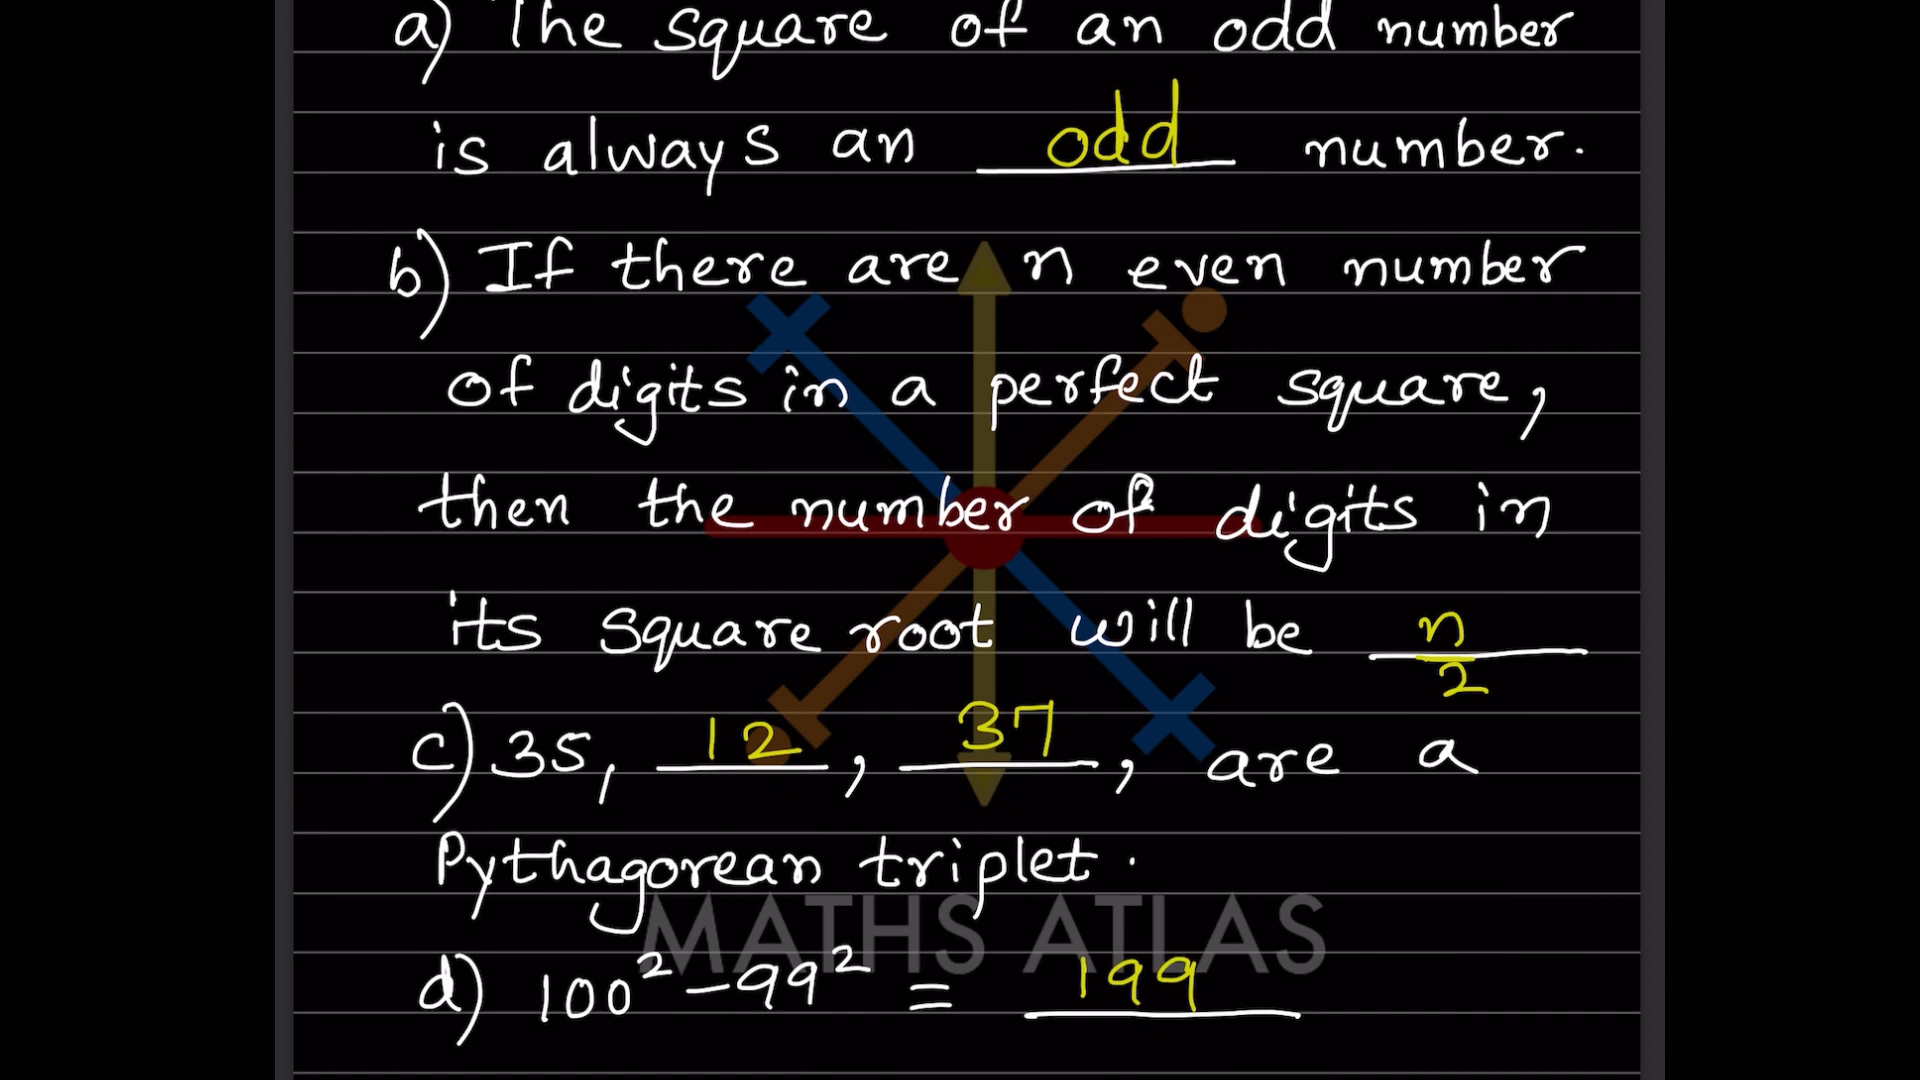 a) The square of an odd number
is always an odd number.
b) If there are n even number
of digits in a perfect square,
then the number of digits in
its square root will be n/2
c) 35, 12, 37, are a
Pythagorean triplet.
MATHS ATLAS
d) 100² - 99² = 199